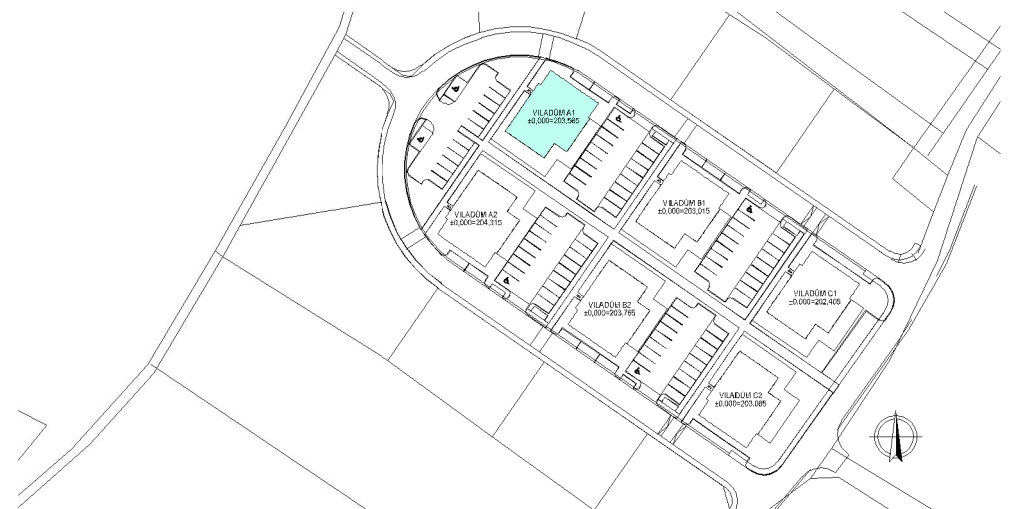 VILADŮM A1
±0,000=203,565
VILADŮM A2
±0,000=204,315
VILADŮM B1
±0,000=203,015
VILADŮM B2
±0,000=203,765
VILADŮM C1
±0,000=202,405
VILADŮM C2
±0,000=203,085